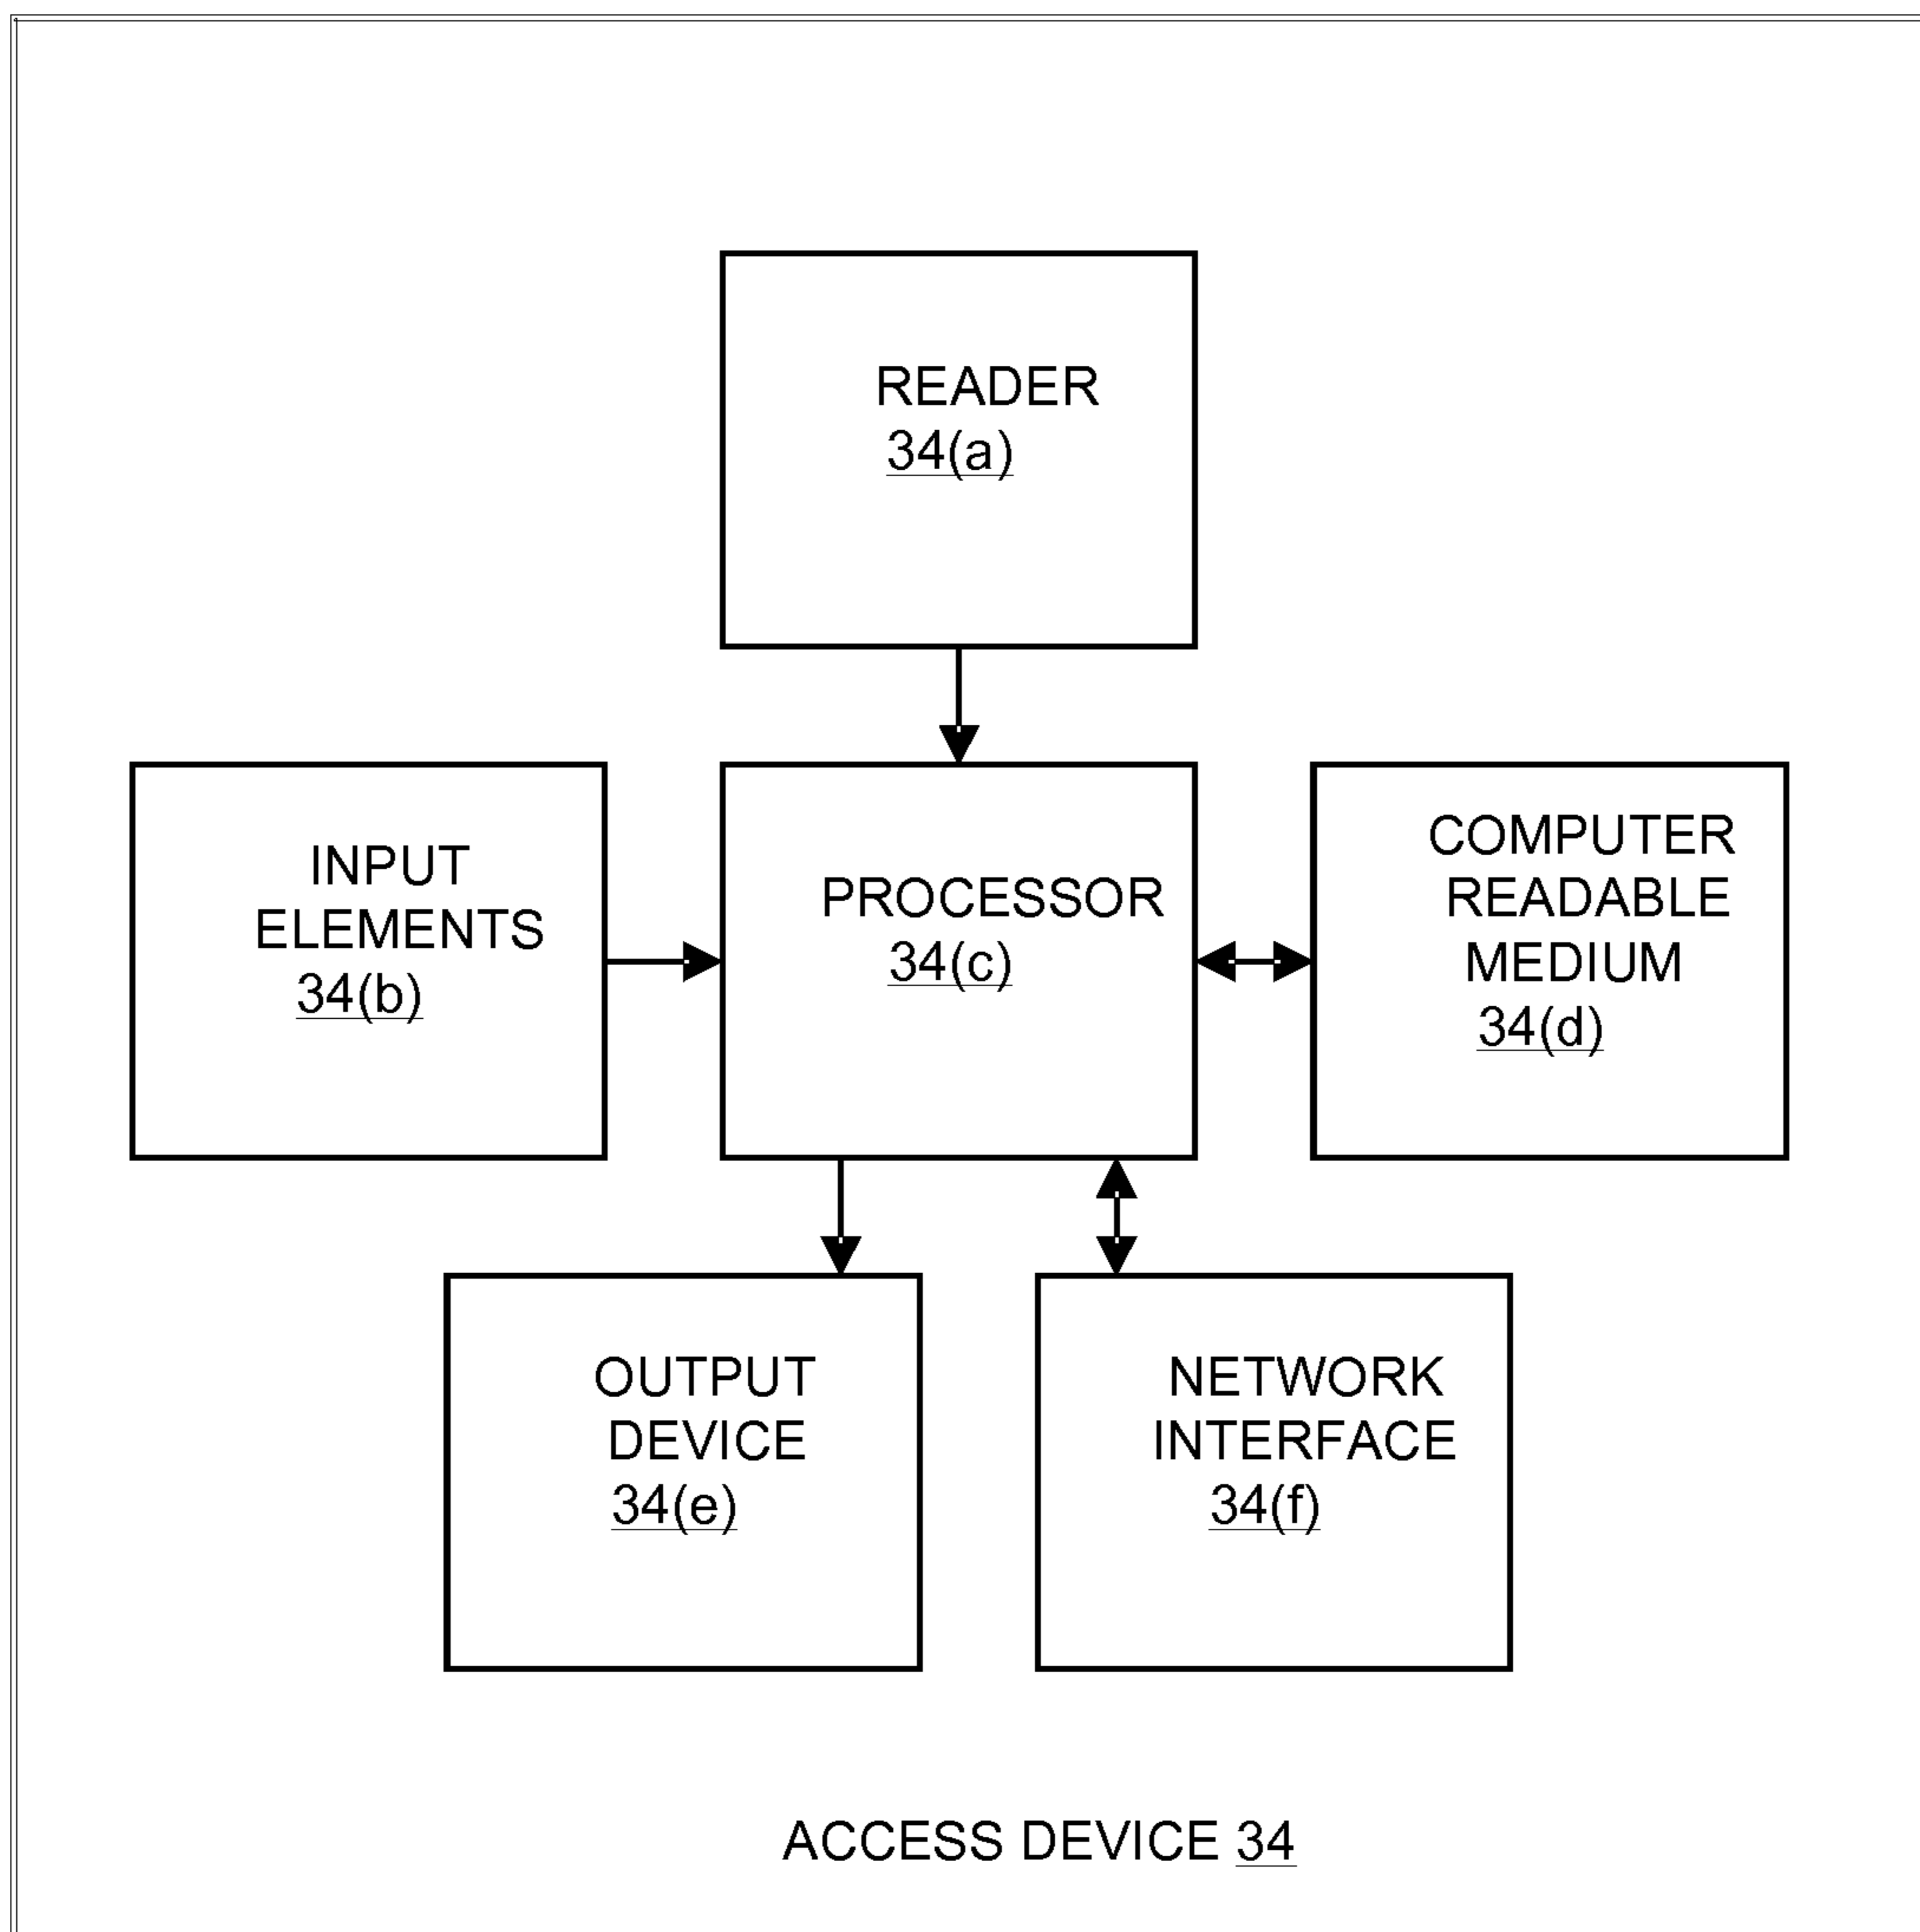 READER
34(a)
INPUT
ELEMENTS
34(b)
PROCESSOR
34(c)
COMPUTER
READABLE
MEDIUM
34(d)
OUTPUT
DEVICE
34(e)
NETWORK
INTERFACE
34(f)
ACCESS DEVICE 34